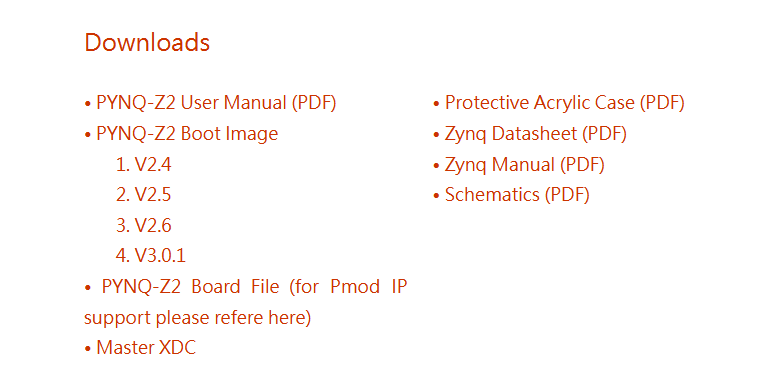 Downloads
• PYNQ-Z2 User Manual (PDF)
• PYNQ-Z2 Boot Image
1. V2.4
2. V2.5
3. V2.6
4. V3.0.1
• PYNQ-Z2 Board File (for Pmod IP
support please refere here)
• Master XDC
• Protective Acrylic Case (PDF)
• Zynq Datasheet (PDF)
• Zynq Manual (PDF)
• Schematics (PDF)